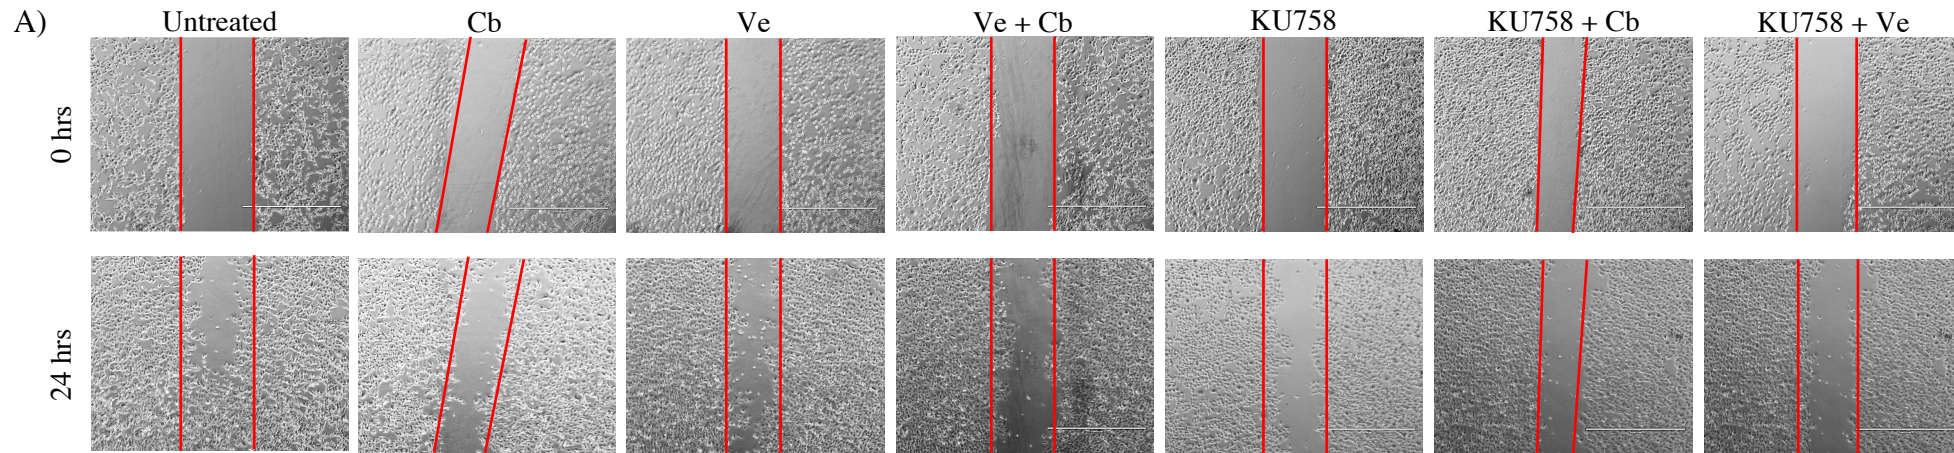 A)
Untreated Cb Ve Ve + Cb KU758 KU758 + Cb KU758 + Ve
0 hrs
24 hrs